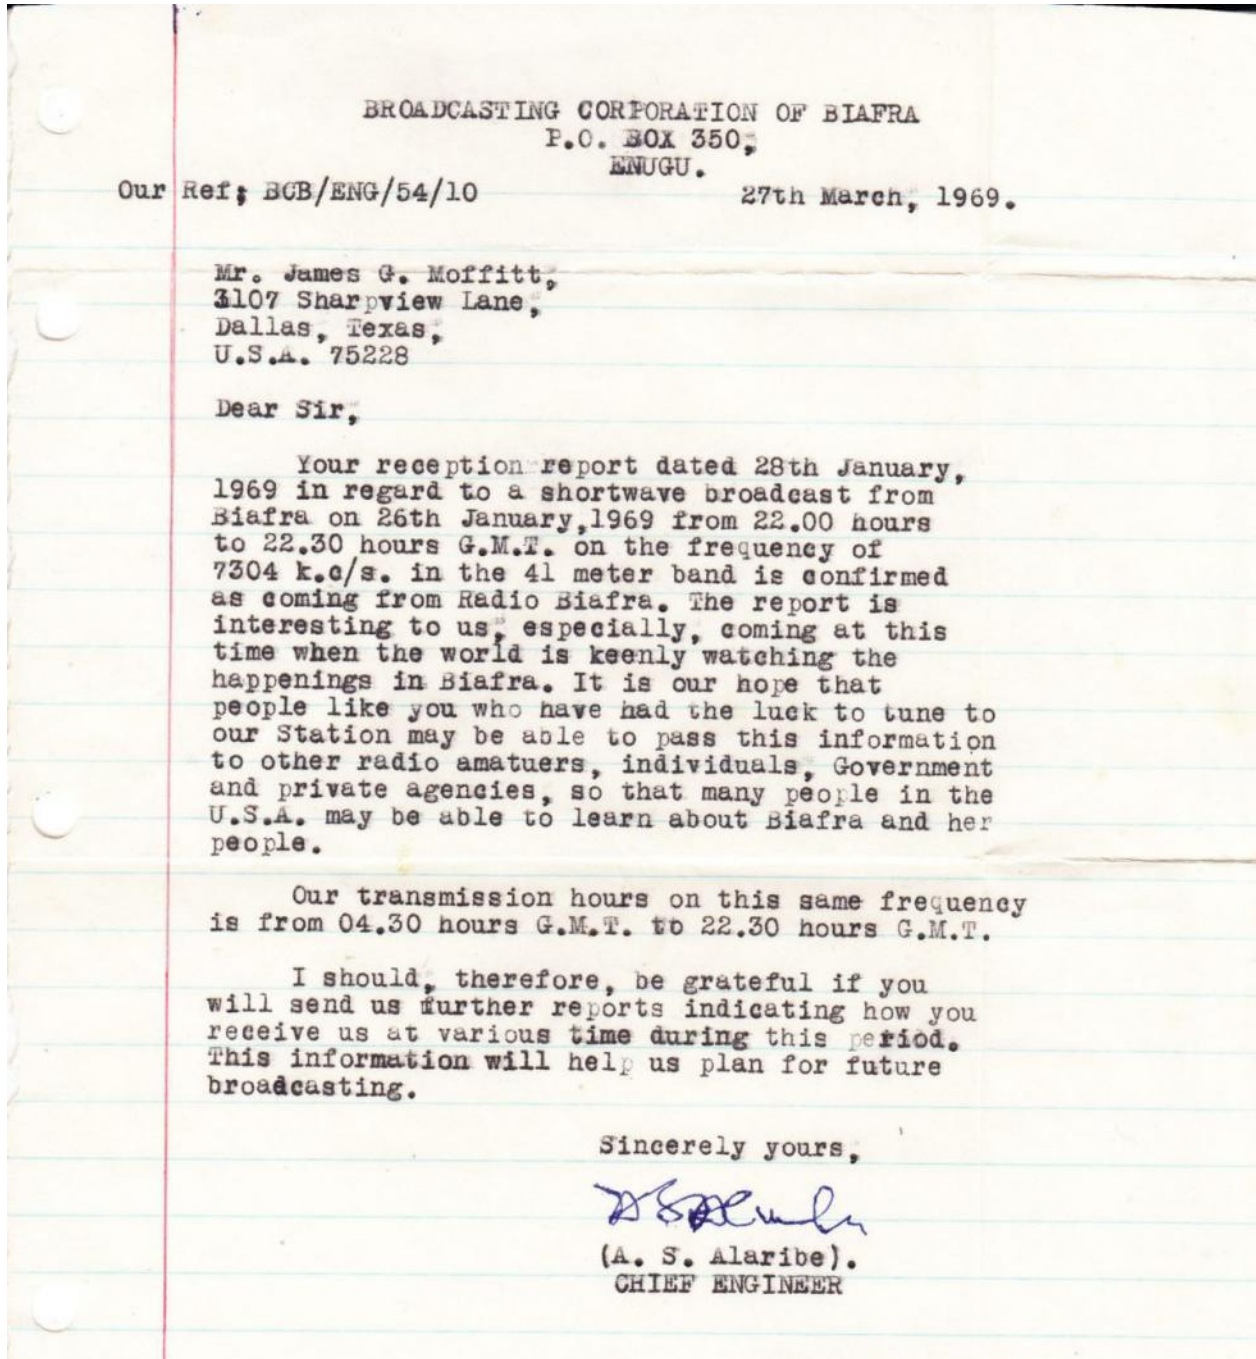 BROADCASTING CORPORATION OF BIAFRA
P.O. BOX 350,
ENUGU.
Our Ref; BCB/ENG/54/10 27th March, 1969.
Mr. James G. Moffitt,
3107 Sharpview Lane,
Dallas, Texas,
U.S.A. 75228
Dear Sir,
Your reception report dated 28th January,
1969 in regard to a shortwave broadcast from
Biafra on 26th January,1969 from 22.00 hours
to 22.30 hours G.M.T. on the frequency of
7304 k.c/s. in the 41 meter band is confirmed
as coming from Radio Biafra. The report is
interesting to us, especially, coming at this
time when the world is keenly watching the
happenings in Biafra. It is our hope that
people like you who have had the luck to tune to
our Station may be able to pass this information
to other radio amatuers, individuals, Government
and private agencies, so that many people in the
U.S.A. may be able to learn about Biafra and her
people.
Our transmission hours on this same frequency
is from 04.30 hours G.M.T. to 22.30 hours G.M.T.
I should, therefore, be grateful if you
will send us further reports indicating how you
receive us at various time during this period.
This information will help us plan for future
broadcasting.
Sincerely yours,
(A. S. Alaribe).
CHIEF ENGINEER